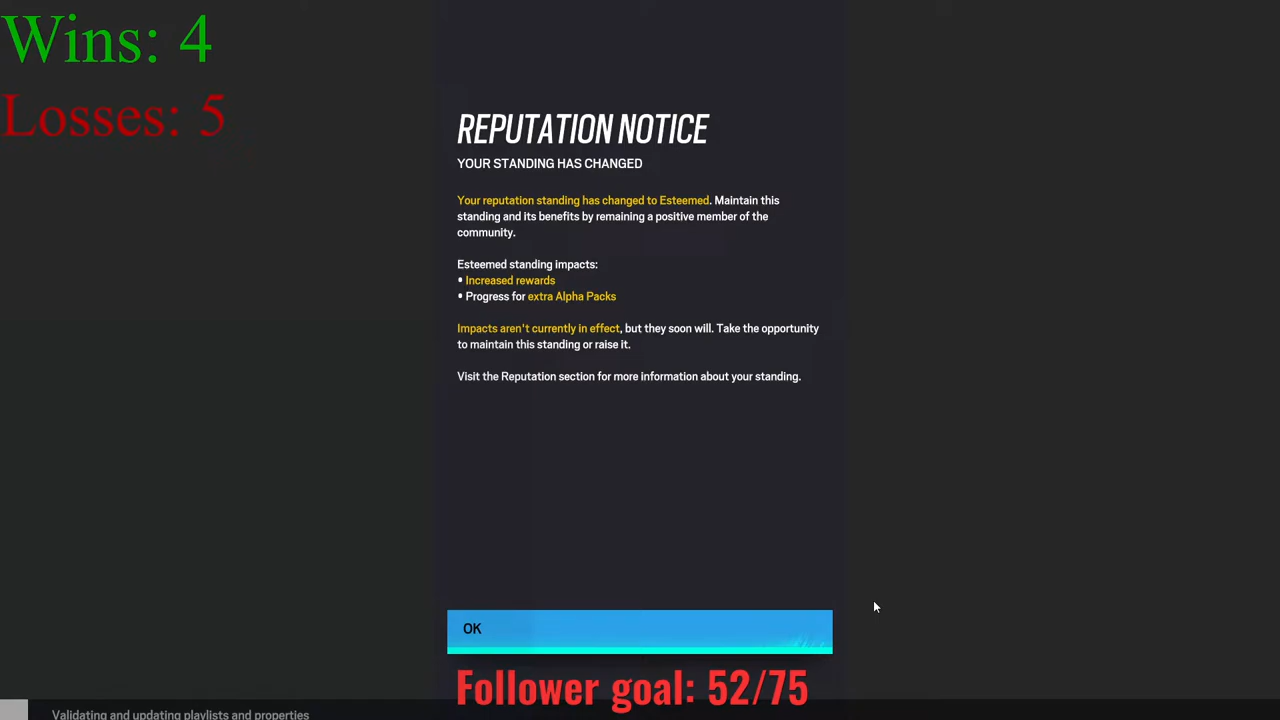 Wins: 4
Losses: 5
REPUTATION NOTICE
YOUR STANDING HAS CHANGED
Your reputation standing has changed to Esteemed. Maintain this
standing and its benefits by remaining a positive member of the
community.
Esteemed standing impacts:
• Increased rewards
• Progress for extra Alpha Packs
Impacts aren't currently in effect, but they soon will. Take the opportunity
to maintain this standing or raise it.
Visit the Reputation section for more information about your standing.
OK
Follower goal: 52/75
Validating and updating playlists and properties